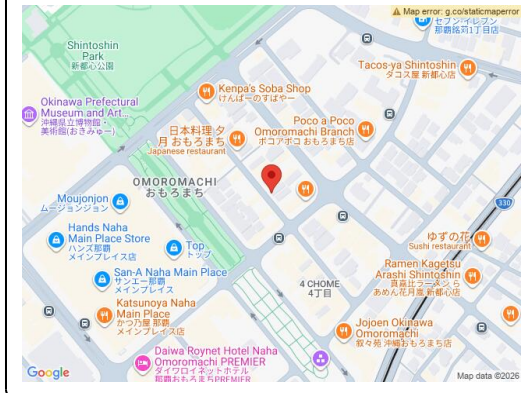 Map error: g.co/staticmaperror
セブン-イレブン
那覇銘苅1丁目店
Shintoshin
Park
新都心公園
Tacos-ya Shintoshin
タコス屋 新都心店
Kenpa's Soba Shop
けんぱーのすばやー
Okinawa Prefectural
Museum and Art...
沖縄県立博物館・
美術館(おきみゅー)
Poco a Poco
Omoromachi Branch
ポコアポコ おもろまち店
日本料理 夕
月 おもろまち
Japanese restaurant
OMOROMACHI
おもろまち
Moujonjon
ムージョンジョン
330
Hands Naha
Main Place Store
ハンズ那覇
メインプレイス店
Top
トップ
ゆずの花
Sushi restaurant
San-A Naha Main Place
サンエー那覇
メインプレイス
Ramen Kagetsu
Arashi Shintoshin
真嘉比ラーメン ら
あめん花月嵐 新都心店
4 CHOME
4丁目
Katsunoya Naha
Main Place
かつ乃屋 那覇
メインプレイス店
Jojoen Okinawa
Omoromachi
叙々苑 沖縄おもろまち店
Daiwa Roynet Hotel Naha
Omoromachi PREMIER
ダイワロイネットホテル
那覇おもろまちPREMIER
Google
Map data ©2026